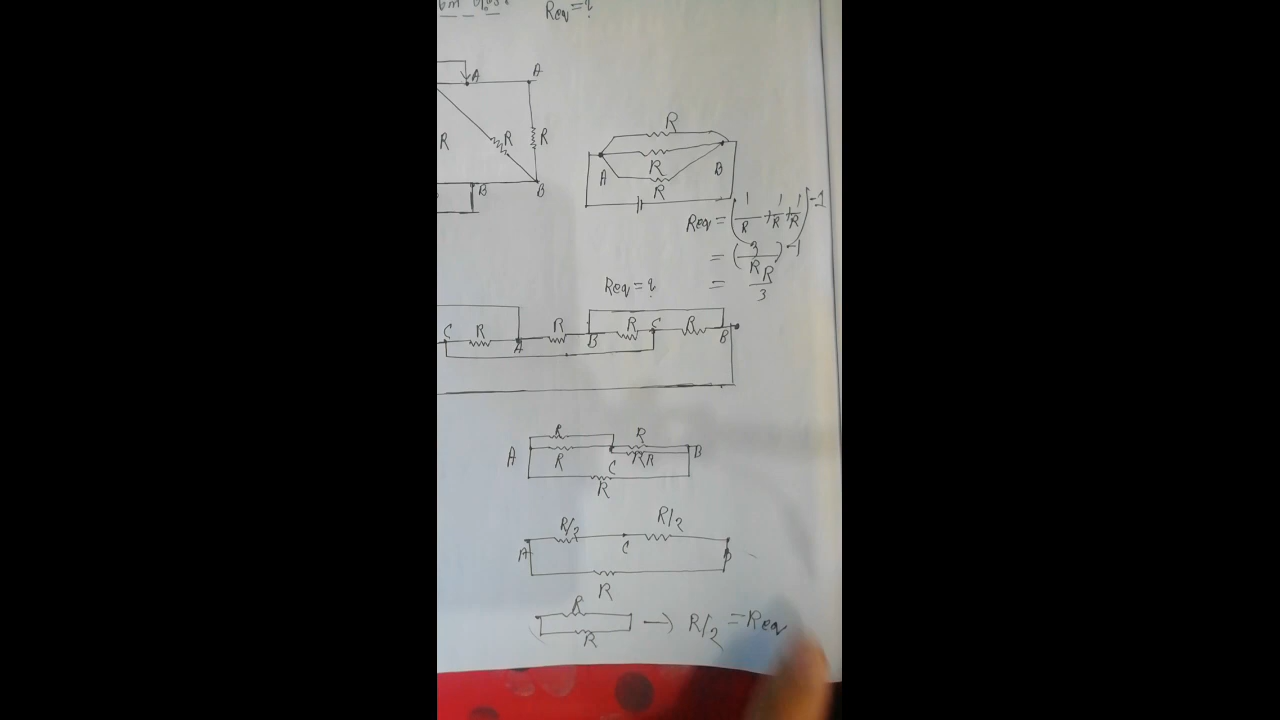 Req = ?
A A
R R R
B B
R
A R B
R
Req = (1/R + 1/R + 1/R)-1
= (3/R)-1
Req = ? = R/3
C R A R B R C R B
R R
A R C R B
R
R/2 R/2
A C B
R
R
R → R/2 = Req